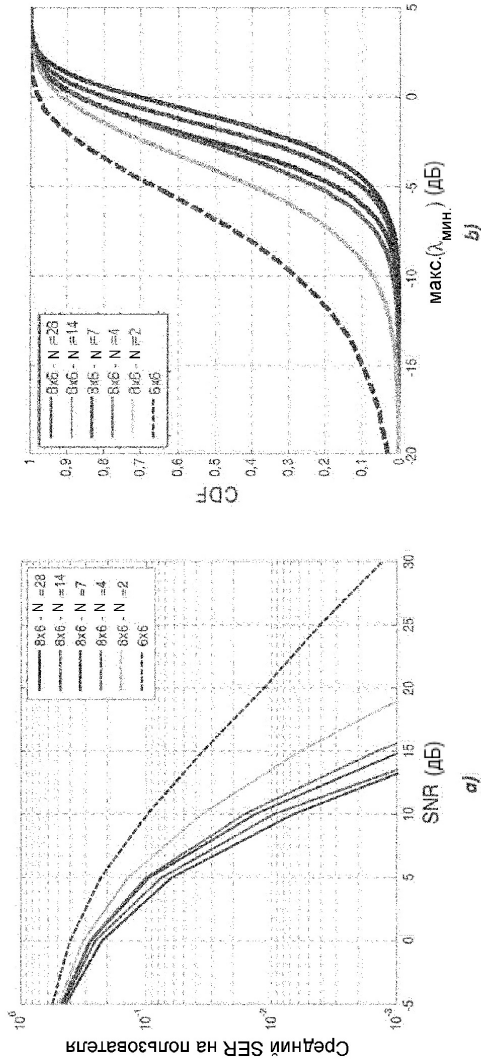 Средний SER на пользователя
10⁰
10⁻¹
10⁻²
10⁻³
-5
0
5
10
15
20
25
30
SNR (дБ)
8x6 - N =28
8x6 - N =14
8x6 - N =7
8x6 - N =4
8x6 - N =2
6x6
a)
CDF
1
0.9
0.8
0.7
0.6
0.5
0.4
0.3
0.2
0.1
0
-20
-15
-10
-5
0
5
макс.(λмин.) (дБ)
8x6 - N =28
8x6 - N =14
8x6 - N =7
8x6 - N =4
8x6 - N =2
6x6
b)